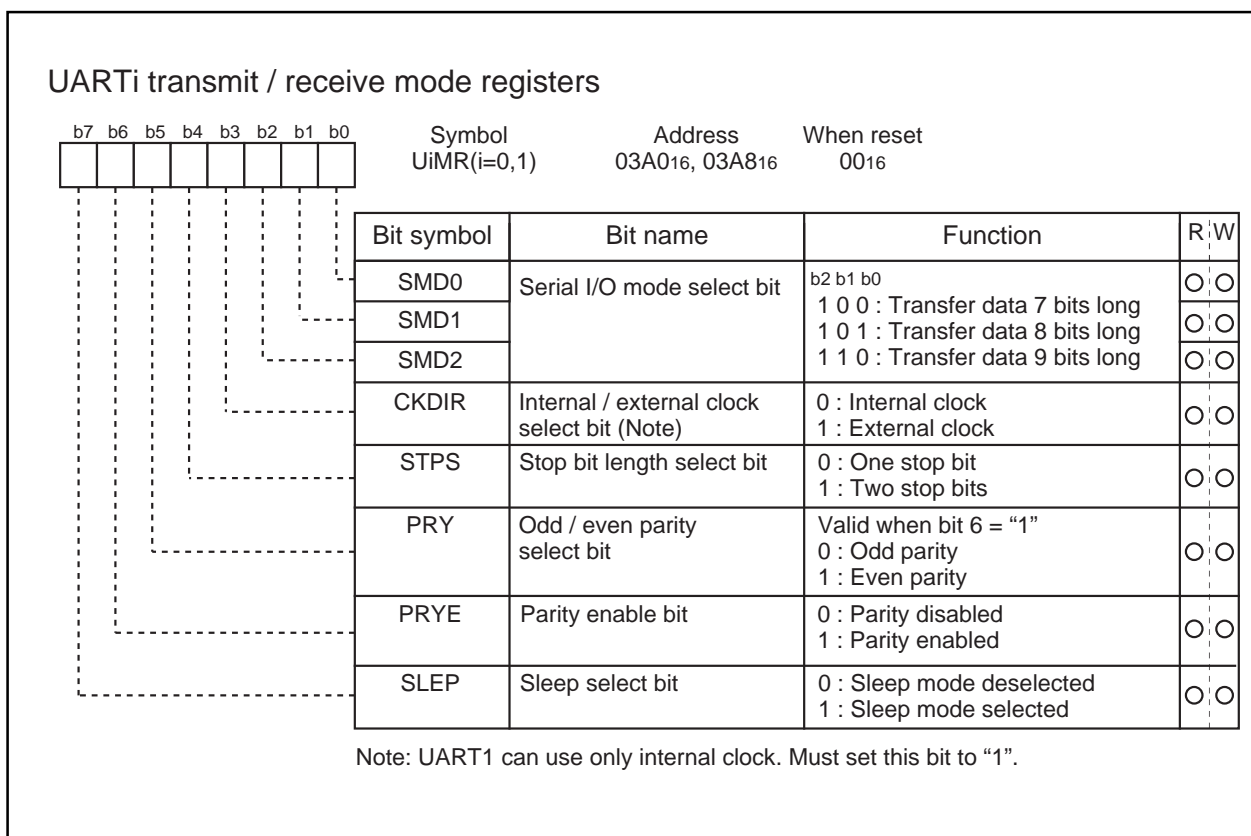 UARTi transmit / receive mode registers
b7 b6 b5 b4 b3 b2 b1 b0
Symbol Address When reset
UiMR(i=0,1) 03A016, 03A816 0016
Bit symbol Bit name Function R W
SMD0 Serial I/O mode select bit b2 b1 b0
1 0 0 : Transfer data 7 bits long
SMD1 1 0 1 : Transfer data 8 bits long
SMD2 1 1 0 : Transfer data 9 bits long
CKDIR Internal / external clock 0 : Internal clock
select bit (Note) 1 : External clock
STPS Stop bit length select bit 0 : One stop bit
1 : Two stop bits
PRY Odd / even parity Valid when bit 6 = “1”
select bit 0 : Odd parity
1 : Even parity
PRYE Parity enable bit 0 : Parity disabled
1 : Parity enabled
SLEP Sleep select bit 0 : Sleep mode deselected
1 : Sleep mode selected
Note: UART1 can use only internal clock. Must set this bit to “1”.